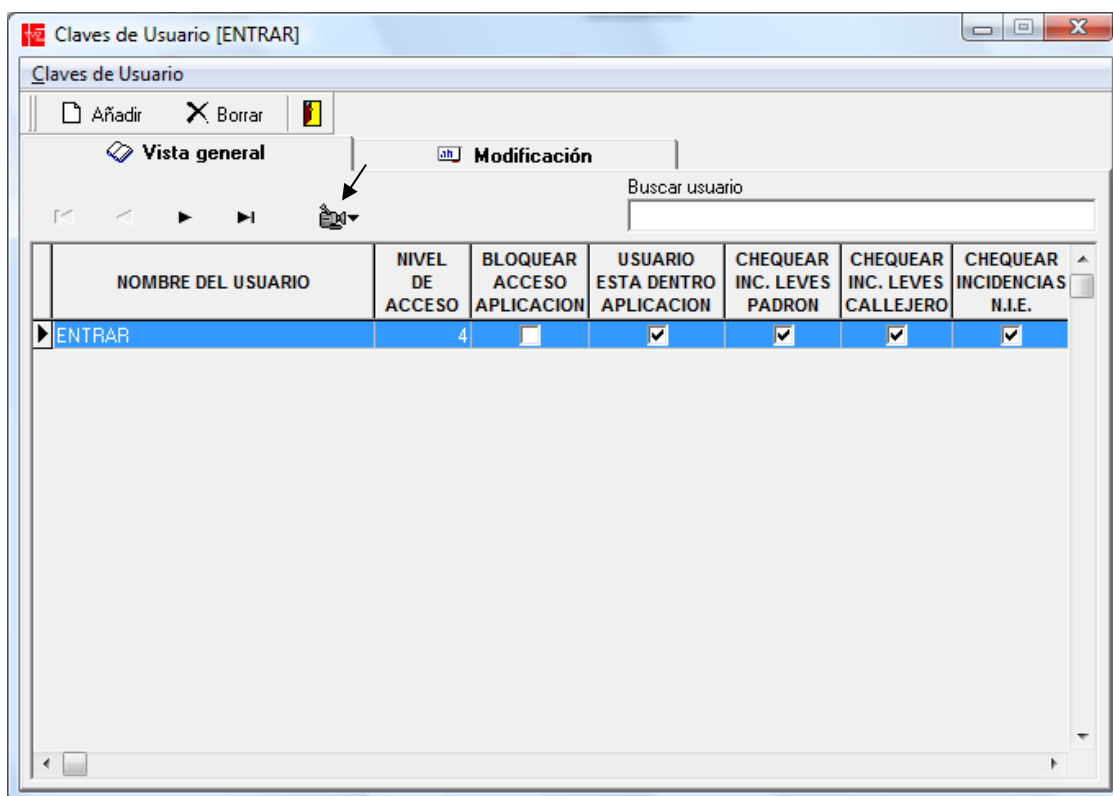 Claves de Usuario [ENTRAR]
Claves de Usuario
Añadir Borrar
Vista general Modificación
Buscar usuario
NOMBRE DEL USUARIO
NIVEL
DE
ACCESO
BLOQUEAR
ACCESO
APLICACION
USUARIO
ESTA DENTRO
APLICACION
CHEQUEAR
INC. LEVES
PADRON
CHEQUEAR
INC. LEVES
CALLEJERO
CHEQUEAR
INCIDENCIAS
N.I.E.
ENTRAR 4